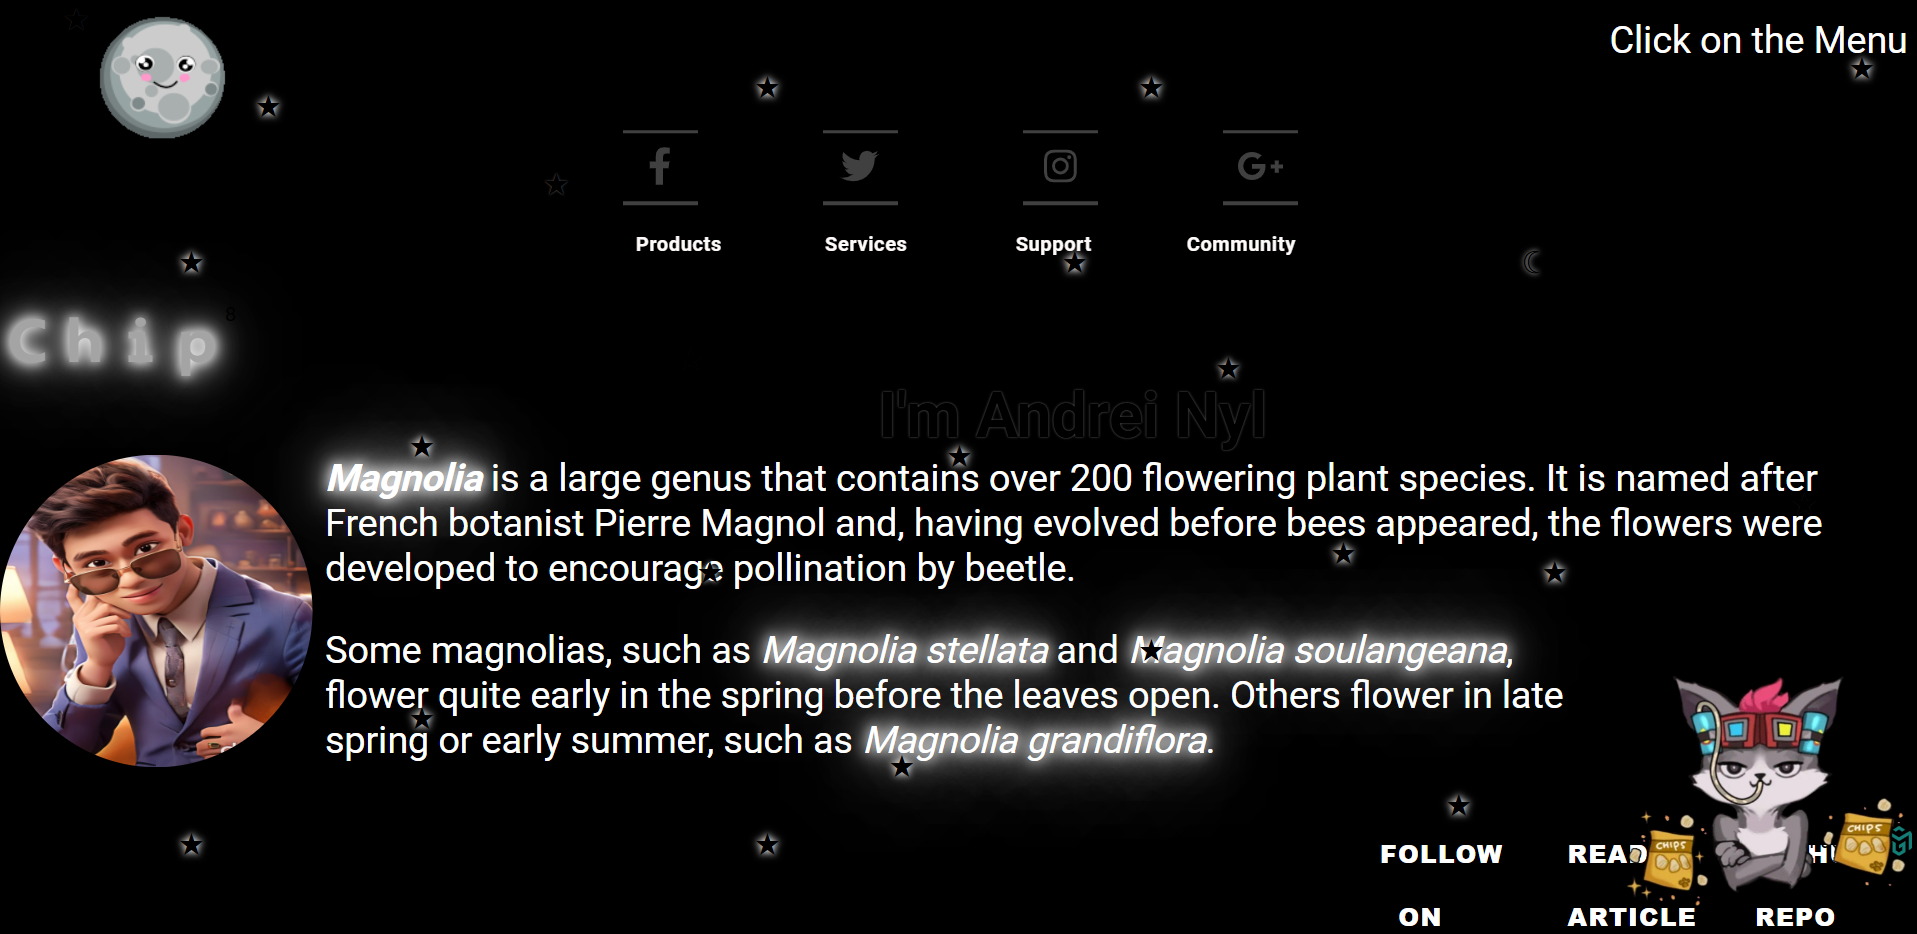 Click on the Menu
Products Services Support Community
Chip
8
I'm Andrei Nyl
Magnolia is a large genus that contains over 200 flowering plant species. It is named after
French botanist Pierre Magnol and, having evolved before bees appeared, the flowers were
developed to encourage pollination by beetle.
Some magnolias, such as Magnolia stellata and Magnolia soulangeana,
flower quite early in the spring before the leaves open. Others flower in late
spring or early summer, such as Magnolia grandiflora.
CHIPS
CHIPS
FOLLOW READ
ON ARTICLE REPO